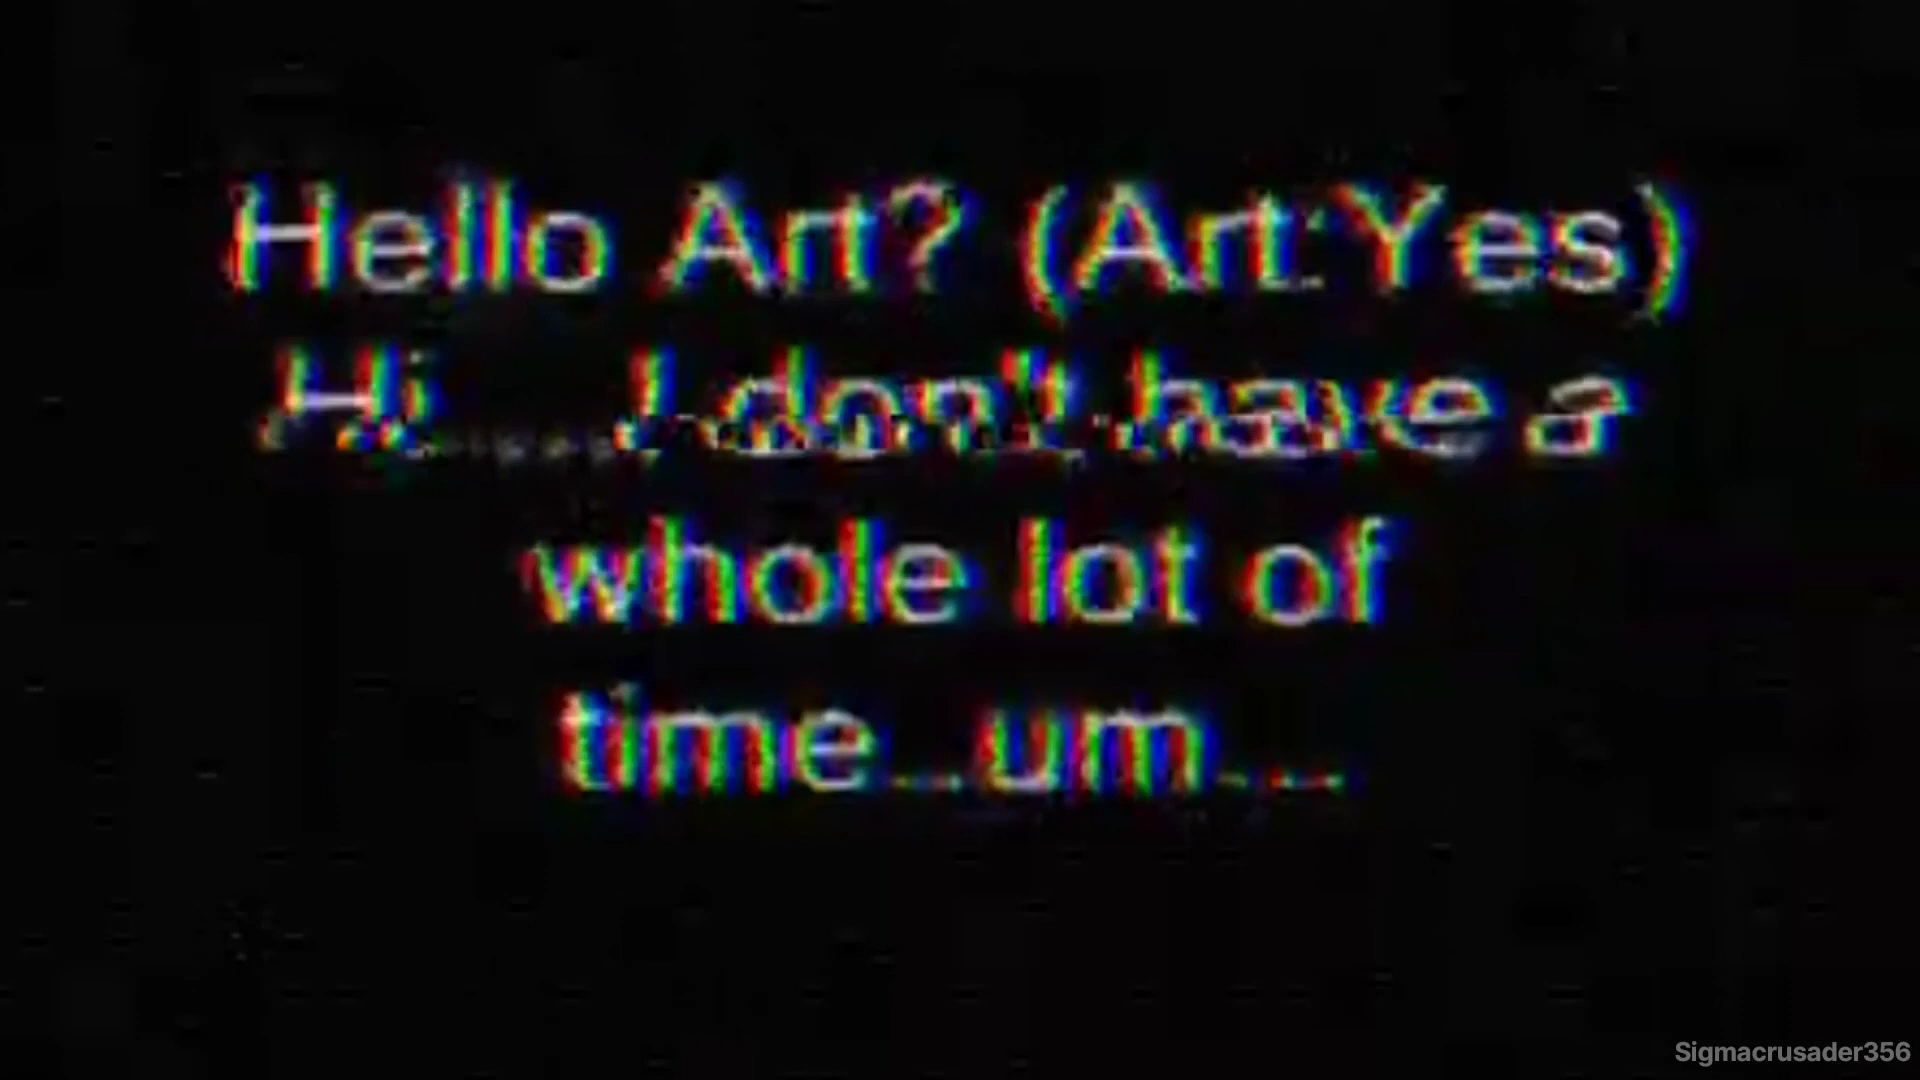 Hello Art? (Art:Yes)
Hi.....I don't have a
whole lot of
time...um....
Sigmacrusader356